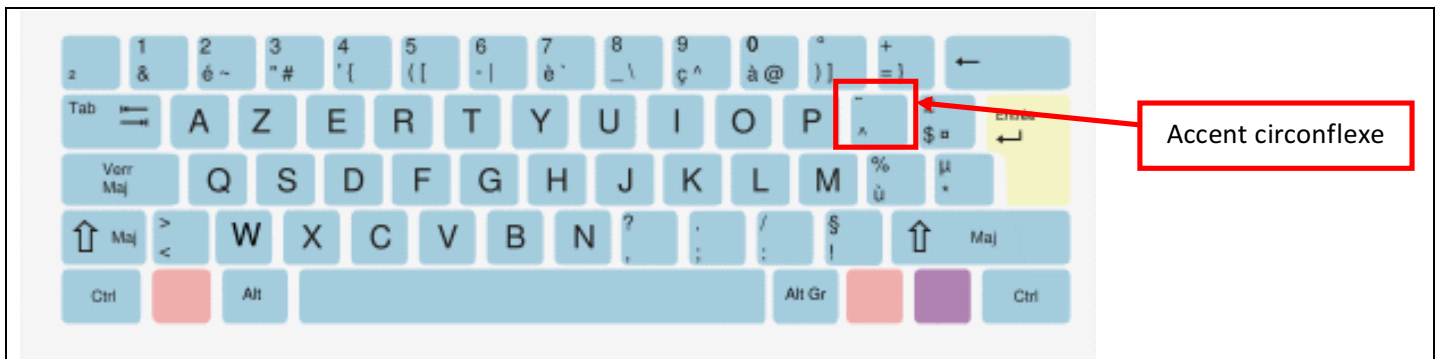 1 2 3 4 5 6 7 8 9 0 ° +
² & é ~ " # ' { ( [ - | è ` _ \ ç ^ à @ ) ] = } ←
Tab A Z E R T Y U I O P ¨ ^ $ ¤ Entrée
Accent circonflexe
Verr Maj Q S D F G H J K L M % ù µ *
⇧ Maj > < W X C V B N ? , . ; / : § ! ⇧ Maj
Ctrl Alt Alt Gr Ctrl